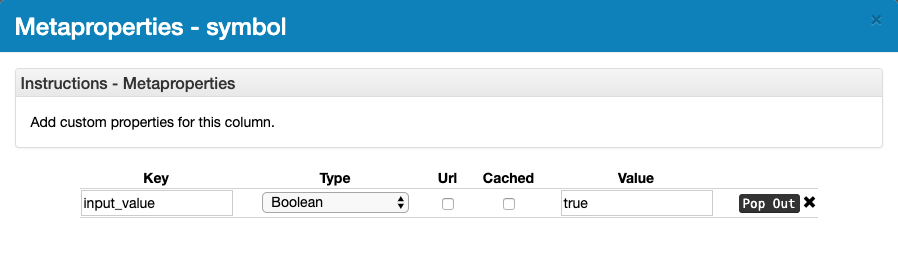 Metaproperties - symbol
×
Instructions - Metaproperties
Add custom properties for this column.
Key Type Url Cached Value
input_value Boolean true Pop Out ✖